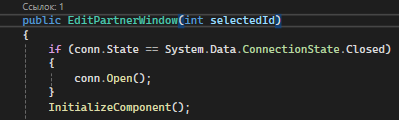 Ссылок: 1
public EditPartnerWindow(int selectedId)
{
if (conn.State == System.Data.ConnectionState.Closed)
{
conn.Open();
}
InitializeComponent();